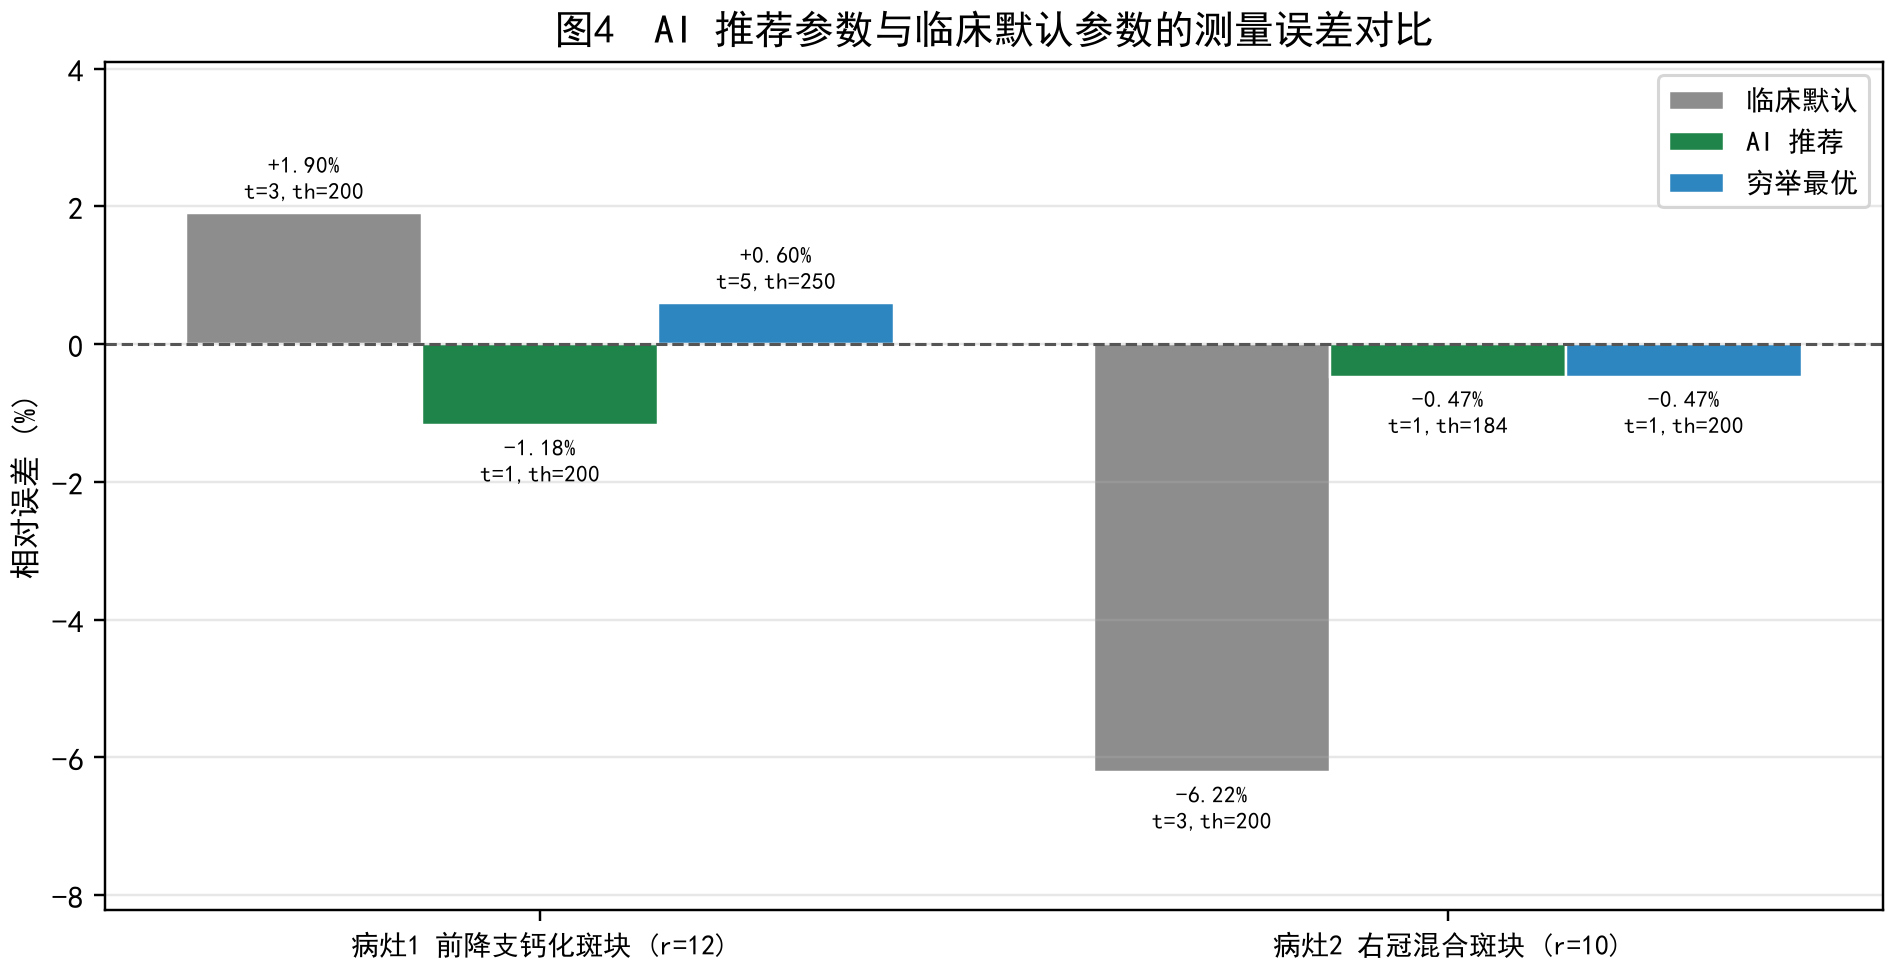 图4 AI 推荐参数与临床默认参数的测量误差对比
临床默认
AI 推荐
穷举最优
相对误差 (%)
4
2
0
−2
−4
−6
−8
+1.90%
t=3,th=200
−1.18%
t=1,th=200
+0.60%
t=5,th=250
−6.22%
t=3,th=200
−0.47%
t=1,th=184
−0.47%
t=1,th=200
病灶1 前降支钙化斑块 (r=12)
病灶2 右冠混合斑块 (r=10)